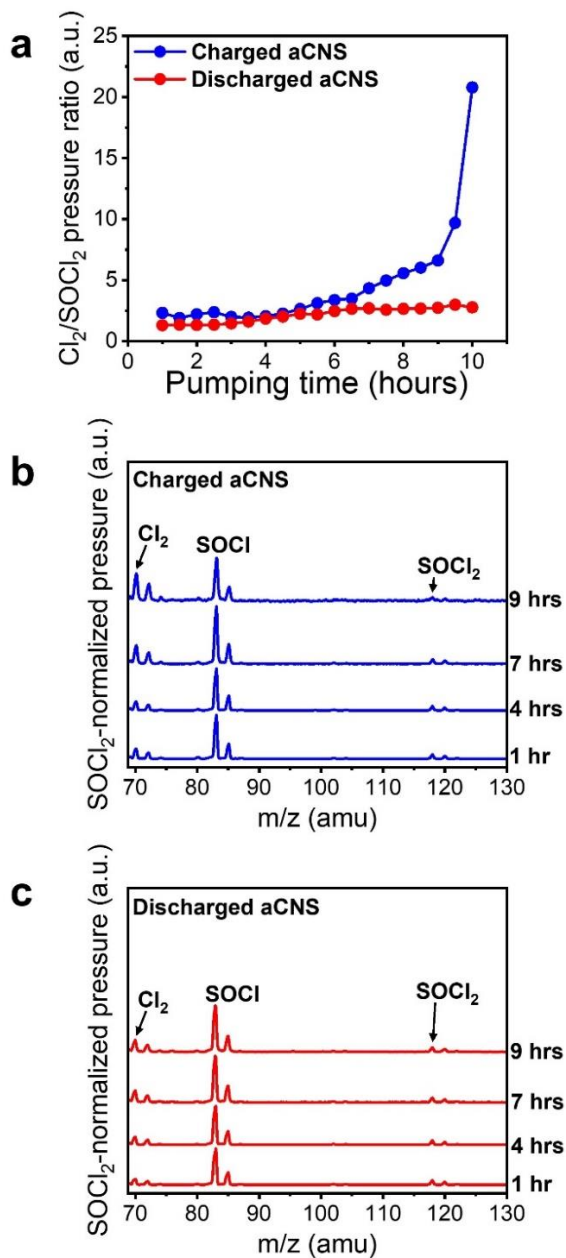 a
Cl₂/SOCl₂ pressure ratio (a.u.)
25
20
15
10
5
0
Charged aCNS
Discharged aCNS
0 2 4 6 8 10
Pumping time (hours)
b
SOCl₂-normalized pressure (a.u.)
Charged aCNS
Cl₂
SOCl
SOCl₂
9 hrs
7 hrs
4 hrs
1 hr
70 80 90 100 110 120 130
m/z (amu)
c
SOCl₂-normalized pressure (a.u.)
Discharged aCNS
Cl₂
SOCl
SOCl₂
9 hrs
7 hrs
4 hrs
1 hr
70 80 90 100 110 120 130
m/z (amu)